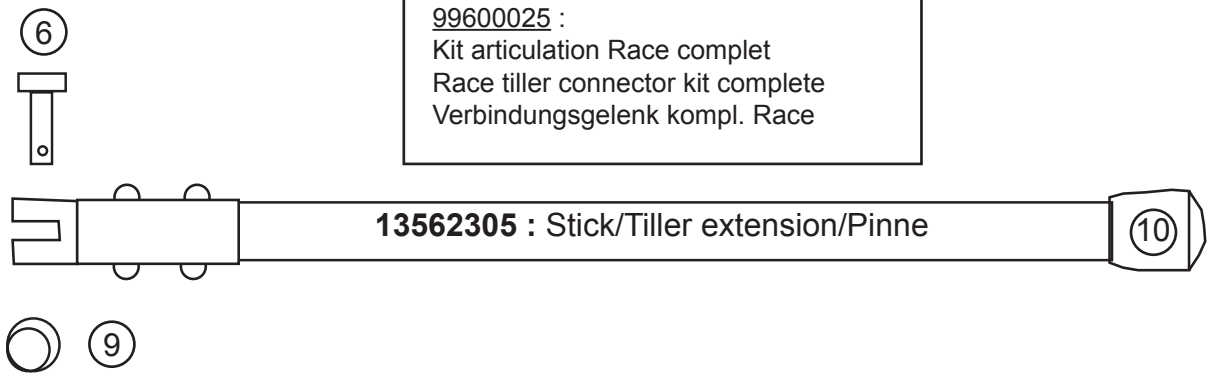 6
99600025 :
Kit articulation Race complet
Race tiller connector kit complete
Verbindungsgelenk kompl. Race
13562305 : Stick/Tiller extension/Pinne
10
9